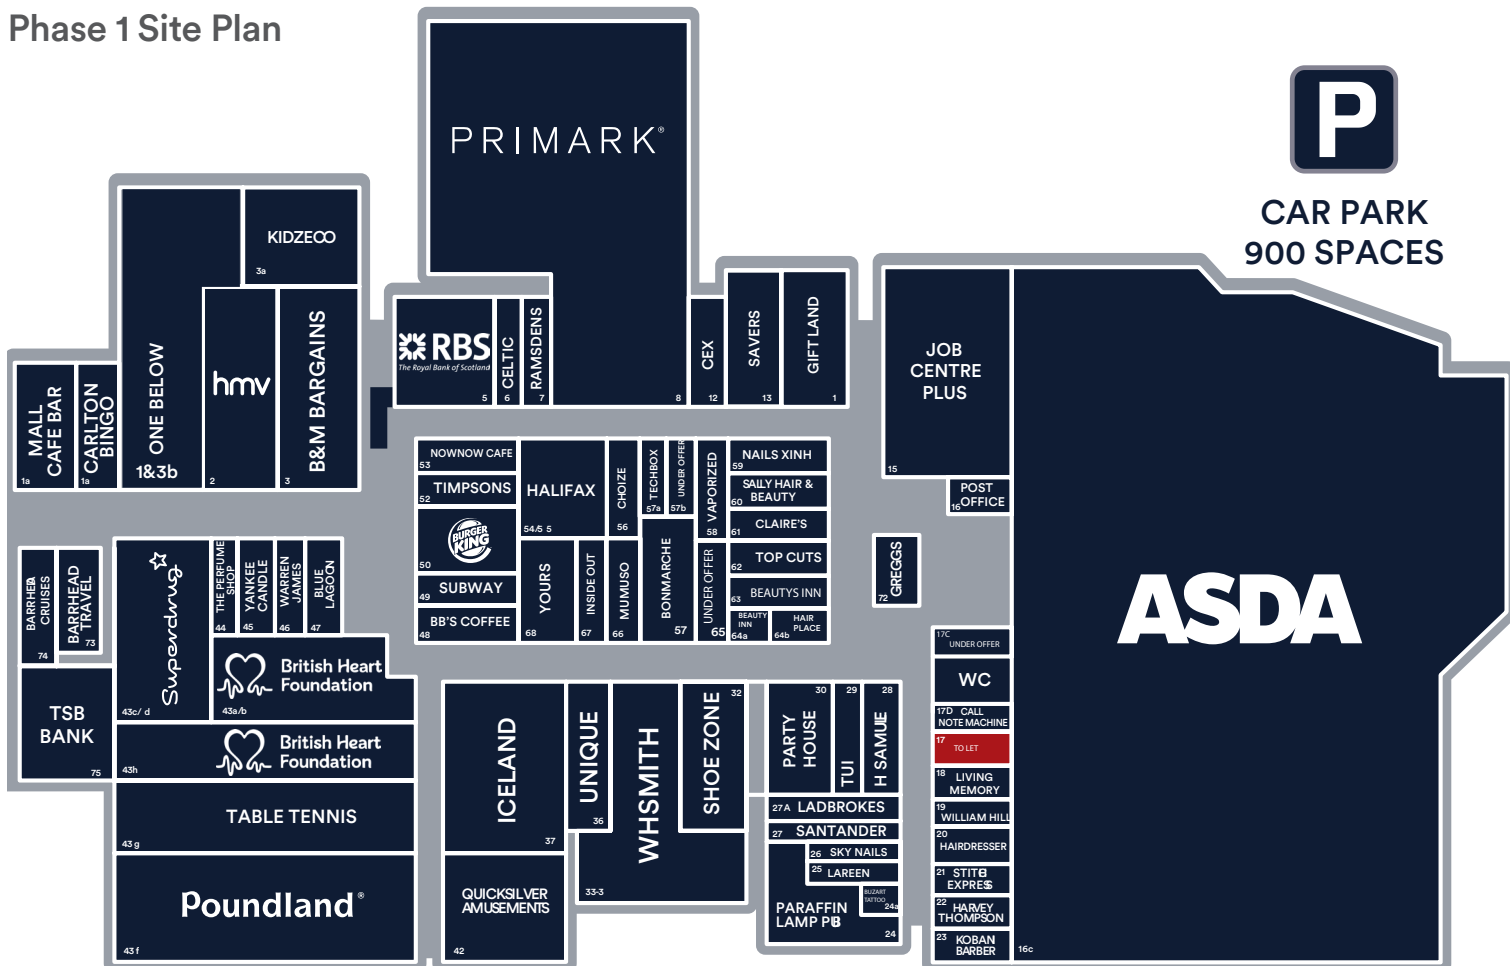 Phase 1 Site Plan
PRIMARK®
8
P
CAR PARK
900 SPACES
KIDZECO
3a
ONE BELOW
1&3b
hmv
2
B&M BARGAINS
3
MALL
CAFE BAR
1a
CARLTON
BINGO
1a
RBS
The Royal Bank of Scotland
5
CELTIC
6
RAMSDENS
7
CEX
12
SAVERS
13
GIFT LAND
1
JOB
CENTRE
PLUS
15
POST
OFFICE
16
ASDA
16c
NOWNOW CAFE
53
TIMPSONS
52
BURGER
KING
50
SUBWAY
49
BB'S COFFEE
48
HALIFAX
54/5 5
CHOIZE
56
TECHBOX
57a
UNDER OFFER
57b
VAPORIZED
58
NAILS XINH
59
SALLY HAIR &
BEAUTY
60
CLAIRE'S
61
TOP CUTS
62
BEAUTYS INN
63
BEAUTY
INN
64a
HAIR
PLACE
64b
YOURS
68
INSIDE OUT
67
MUMUSO
66
BONMARCHE
57
UNDER OFFER
65
GREGGS
72
BARRHEAD
CRUISES
74
BARRHEAD
TRAVEL
73
TSB
BANK
75
Superdrug
43c/ d
THE PERFUME
SHOP
44
YANKEE
CANDLE
45
WARREN
JAMES
46
BLUE
LAGOON
47
British Heart
Foundation
43a/b
British Heart
Foundation
43h
TABLE TENNIS
43 g
Poundland®
43 f
ICELAND
37
UNIQUE
36
WHSMITH
33-3
SHOE ZONE
32
QUICKSILVER
AMUSEMENTS
42
PARTY
HOUSE
30
TUI
29
H SAMUEL
28
27A LADBROKES
27 SANTANDER
26 SKY NAILS
25 LAREEN
BUZART
TATTOO
24a
PARAFFIN
LAMP PUB
24
17C
UNDER OFFER
WC
17D CALL
NOTE MACHINE
17
TO LET
18 LIVING
MEMORY
19
WILLIAM HILL
20
HAIRDRESSER
21 STITCH
EXPRESS
22 HARVEY
THOMPSON
23 KOBAN
BARBER